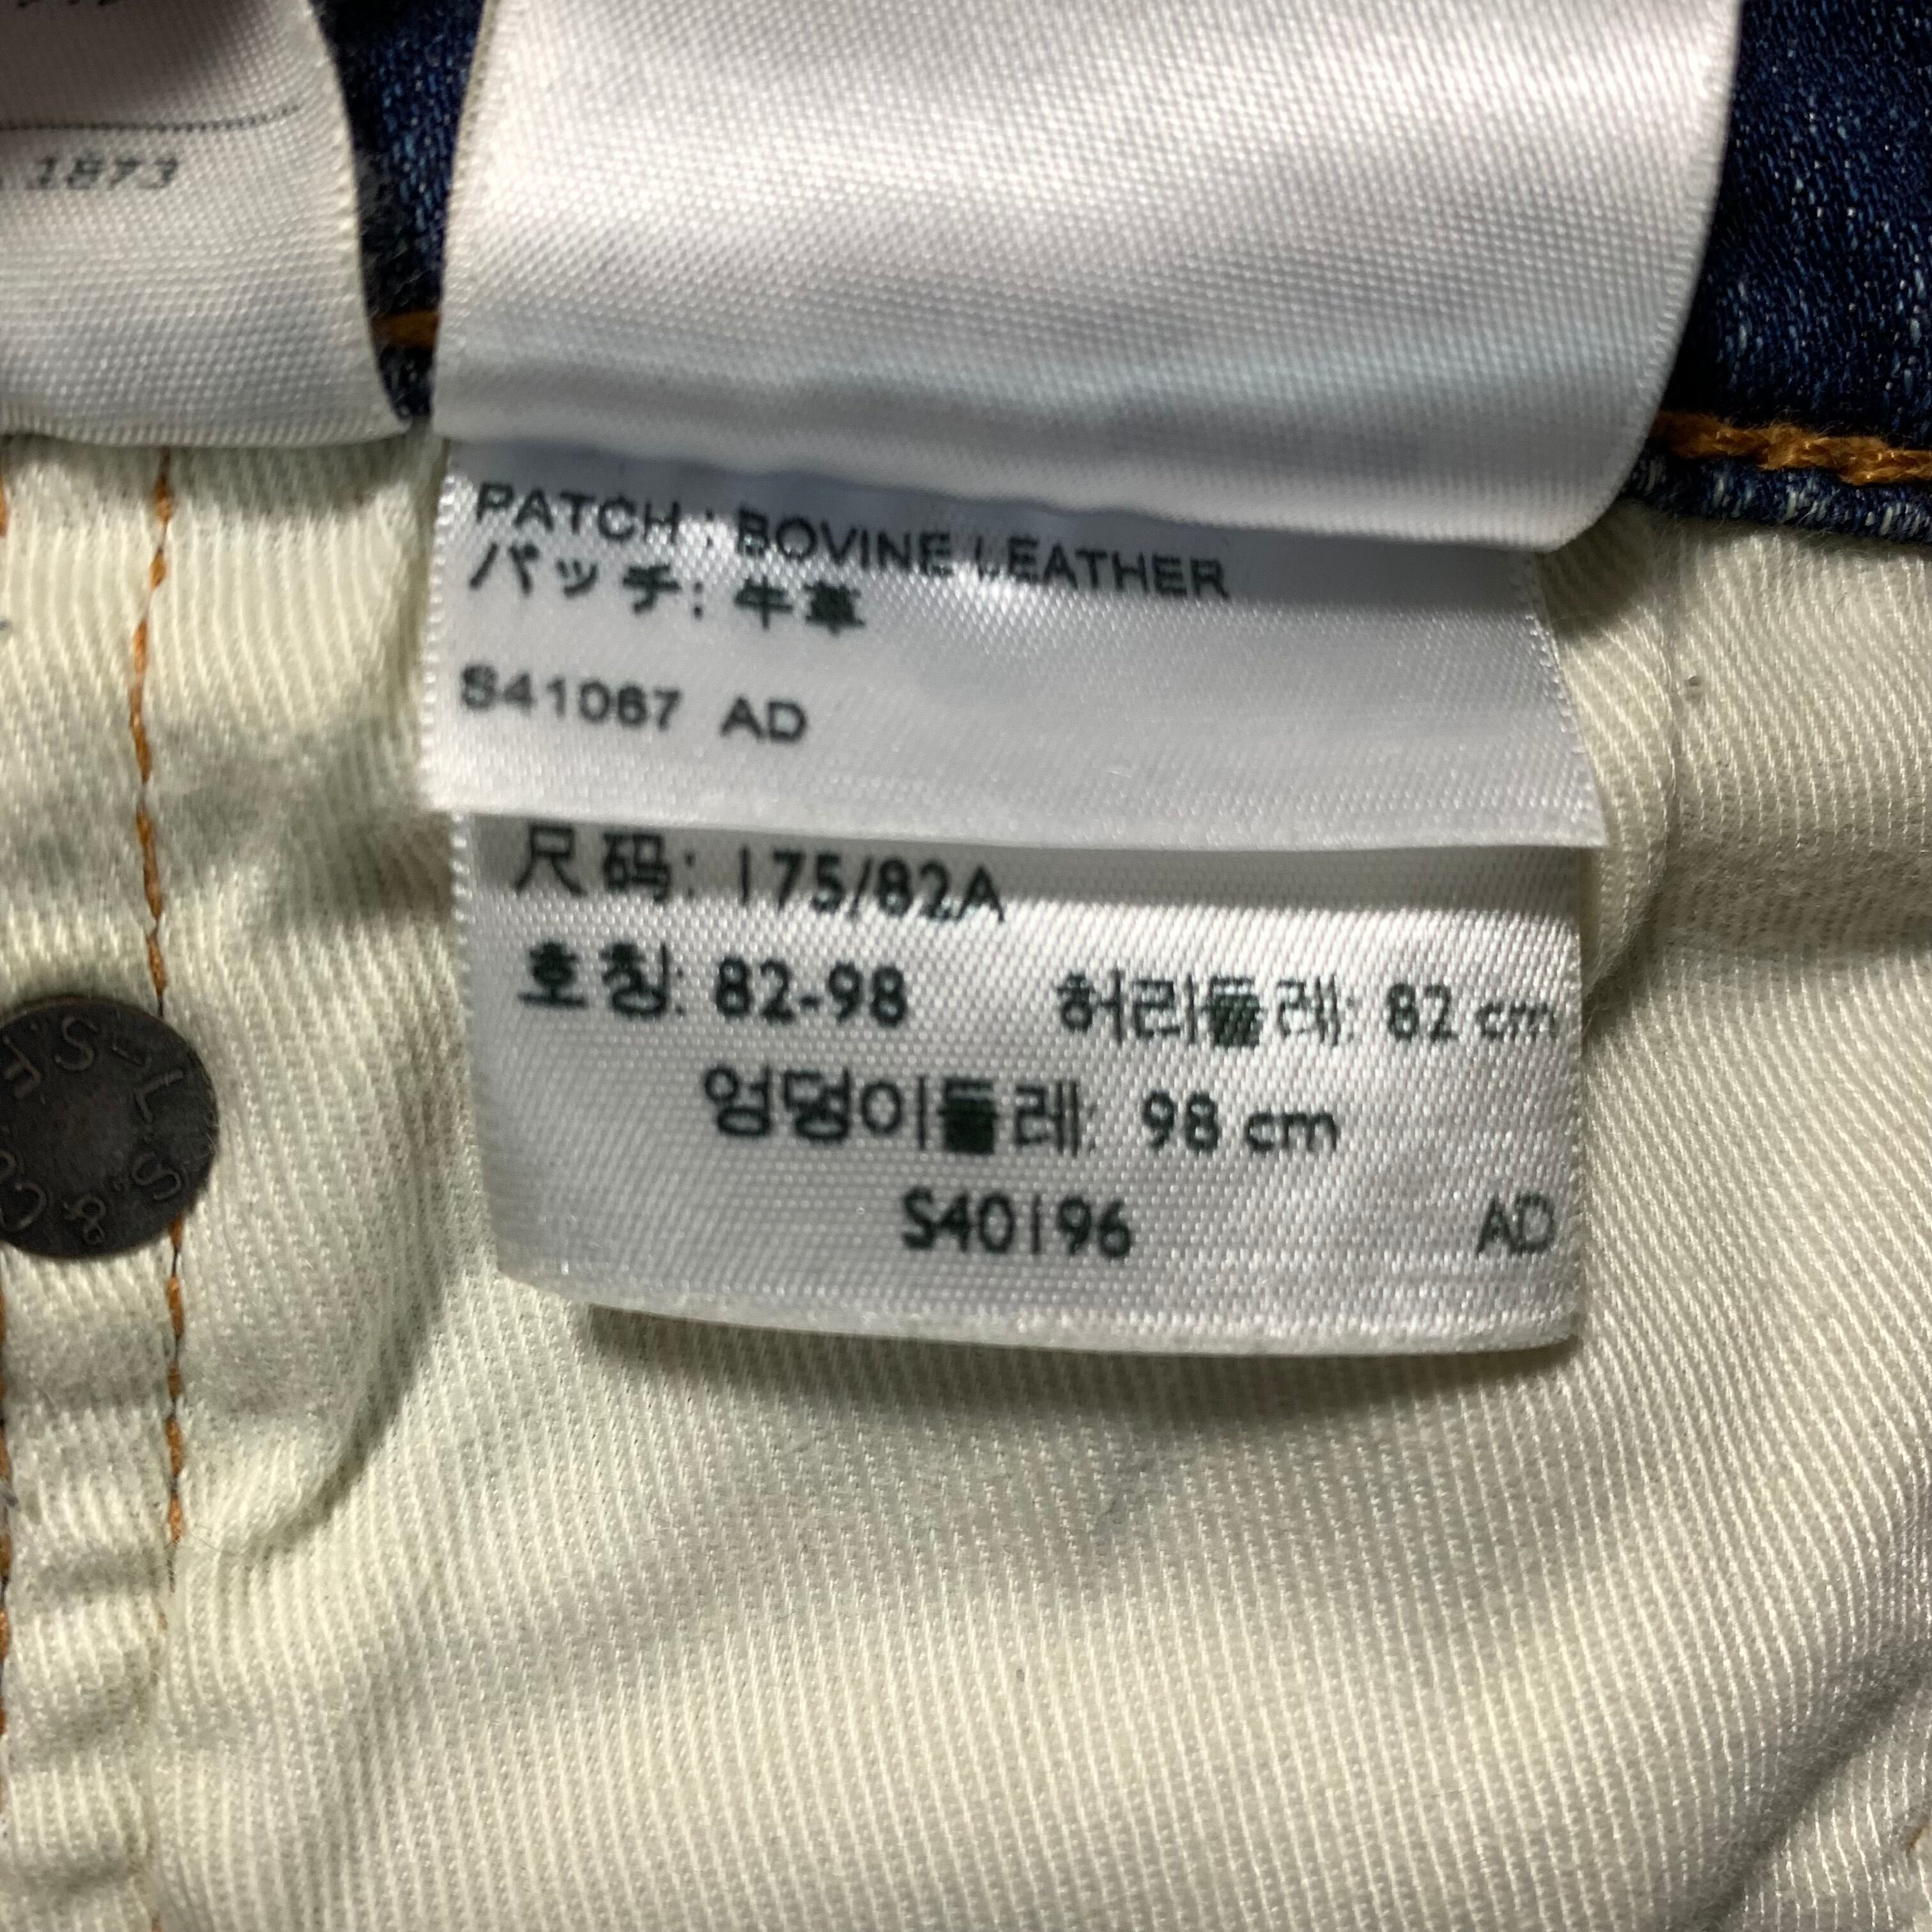 1873
PATCH : BOVINE LEATHER
パッチ: 牛革
S41067 AD
尺码: 175/82A
호칭: 82-98 허리둘레: 82 cm
엉덩이둘레: 98 cm
S40196 AD